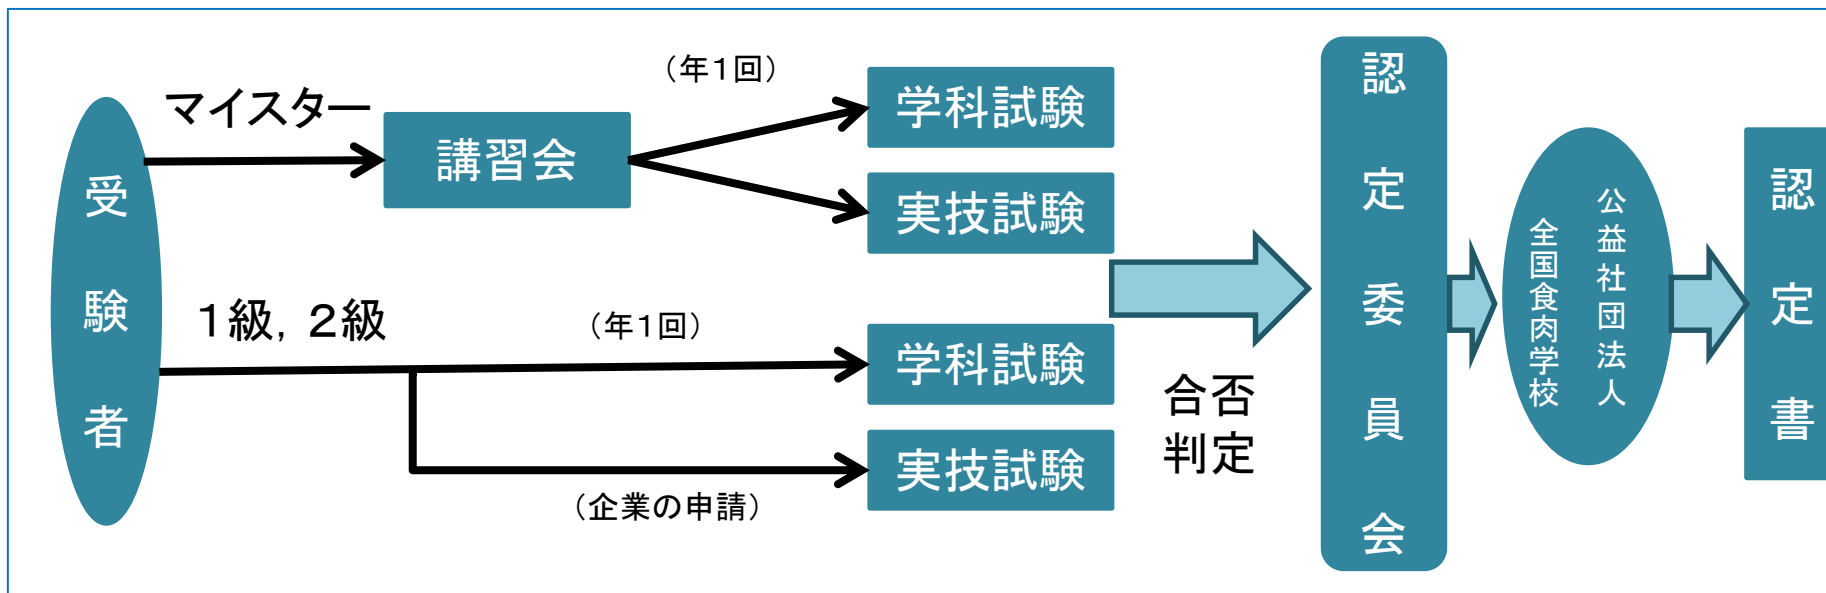 受験者
マイスター
講習会
（年１回）
学科試験
実技試験
１級，２級
（年１回）
学科試験
実技試験
（企業の申請）
合否
判定
認定委員会
公益社団法人
全国食肉学校
認定書